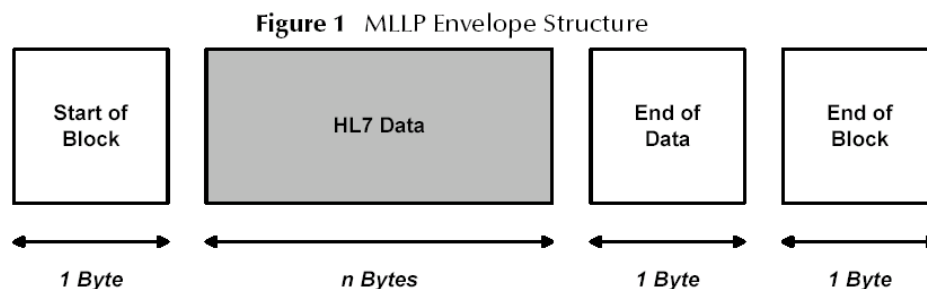 Figure 1 MLLP Envelope Structure
Start of
Block
HL7 Data
End of
Data
End of
Block
1 Byte
n Bytes
1 Byte
1 Byte